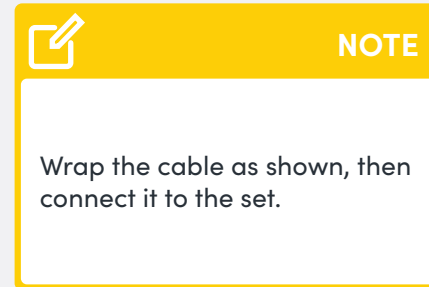 NOTE
Wrap the cable as shown, then
connect it to the set.